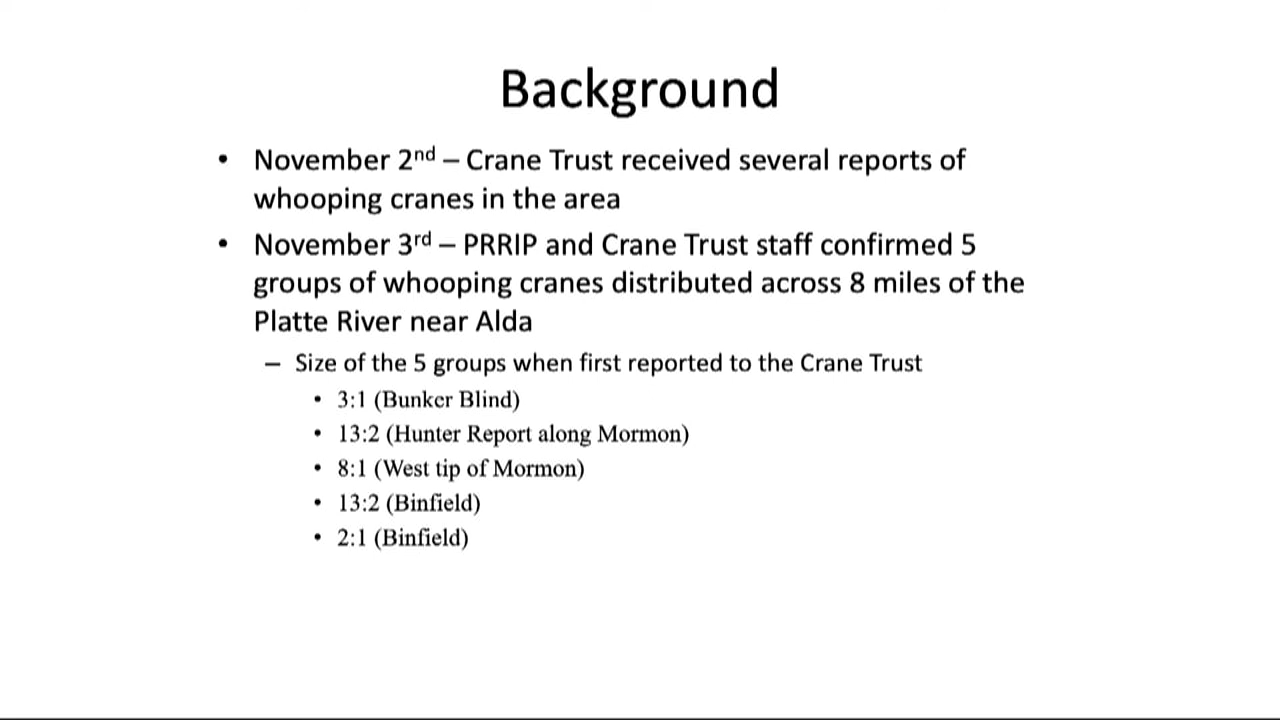 Background
• November 2nd – Crane Trust received several reports of
whooping cranes in the area
• November 3rd – PRRIP and Crane Trust staff confirmed 5
groups of whooping cranes distributed across 8 miles of the
Platte River near Alda
– Size of the 5 groups when first reported to the Crane Trust
• 3:1 (Bunker Blind)
• 13:2 (Hunter Report along Mormon)
• 8:1 (West tip of Mormon)
• 13:2 (Binfield)
• 2:1 (Binfield)